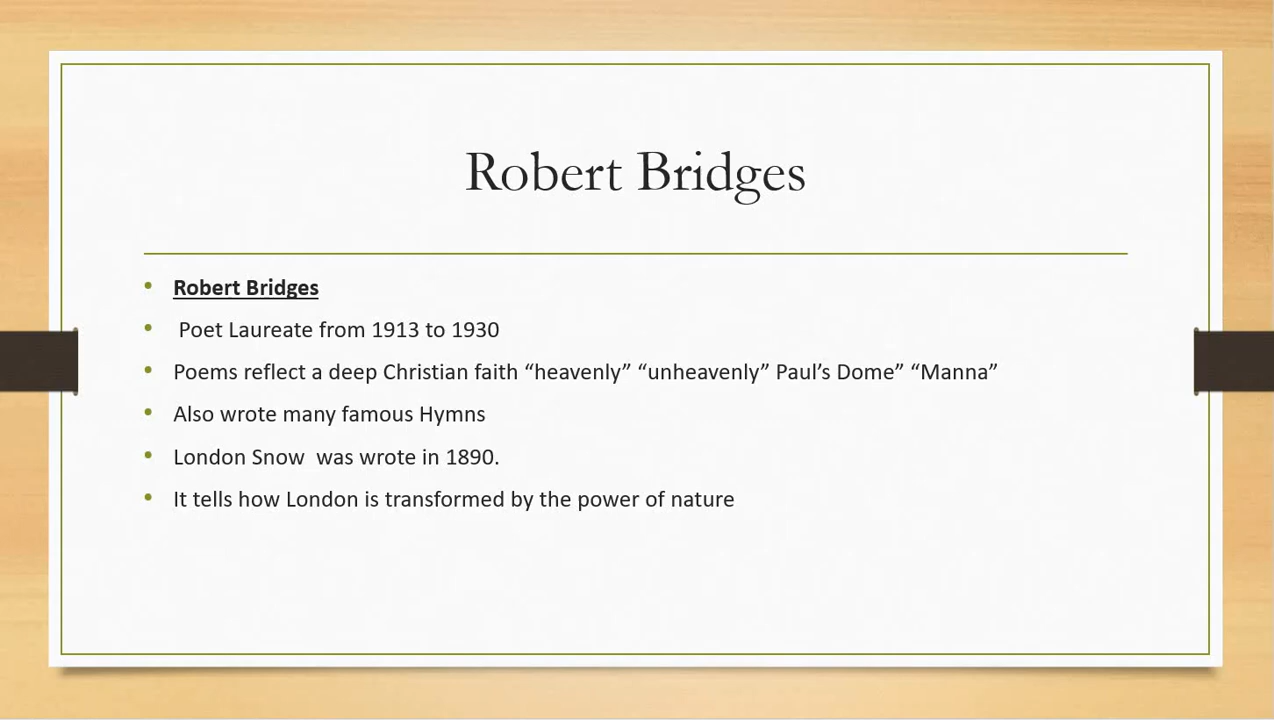 Robert Bridges
• Robert Bridges
• Poet Laureate from 1913 to 1930
• Poems reflect a deep Christian faith “heavenly” “unheavenly” Paul’s Dome” “Manna”
• Also wrote many famous Hymns
• London Snow  was wrote in 1890.
• It tells how London is transformed by the power of nature